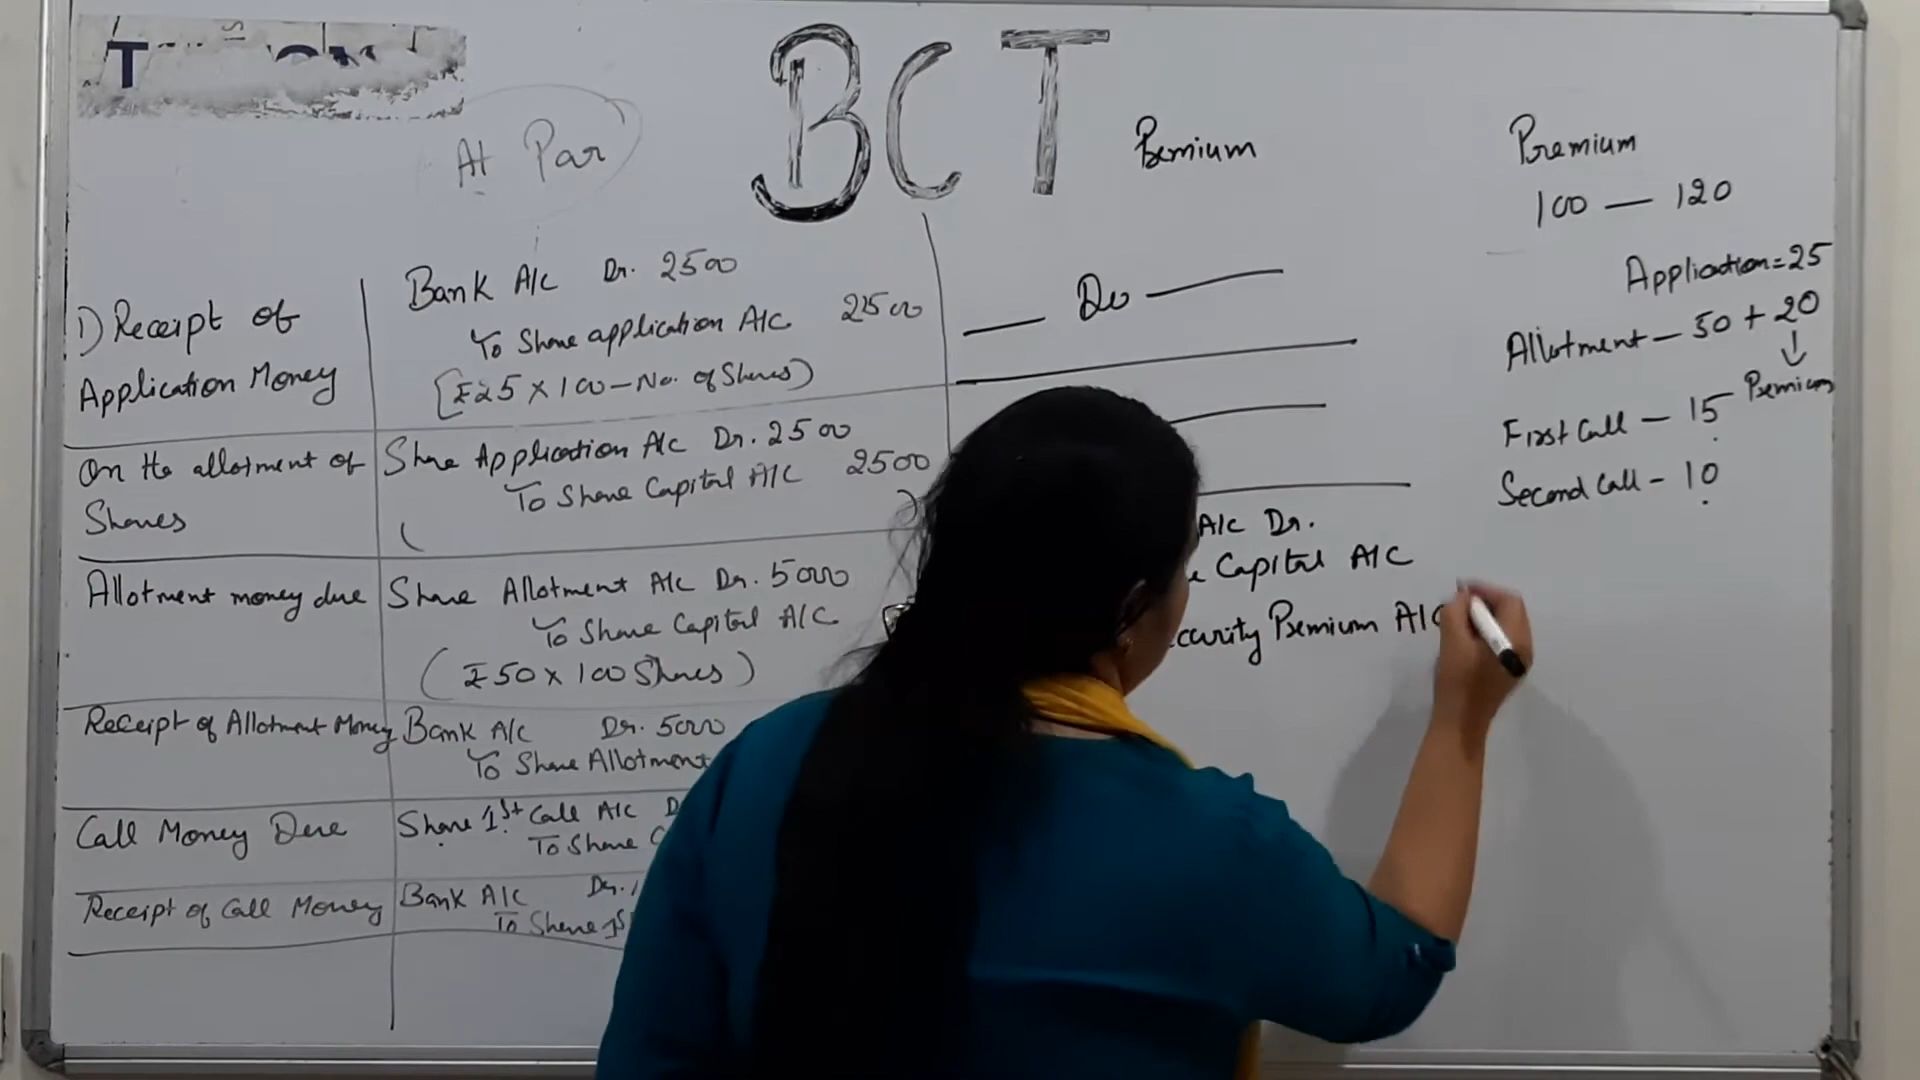 BCT
At Par
Premium
1) Receipt of
Application Money
Bank A/c Dr. 2500
To Share application A/c 2500
[₹25 × 100 - No. of Shares)
Do
On the allotment of
Shares
Share Application A/c Dr. 2500
To Share Capital A/c 2500
( )
Allotment money due
Share Allotment A/c Dr. 5000
To Share Capital A/C
(₹50 × 100 Shares)
A/c Dr.
Capital A/C
Premium A/C
Receipt of Allotment Money
Bank A/c Dr. 5000
To Share Allotment
Call Money Due
Share 1st Call A/c
To Share
Receipt of Call Money
Bank A/C Dr.
To Share 1st
Premium
100 — 120
Application = 25
Allotment — 50 + 20
↓
Premium
First Call — 15
Second Call - 10